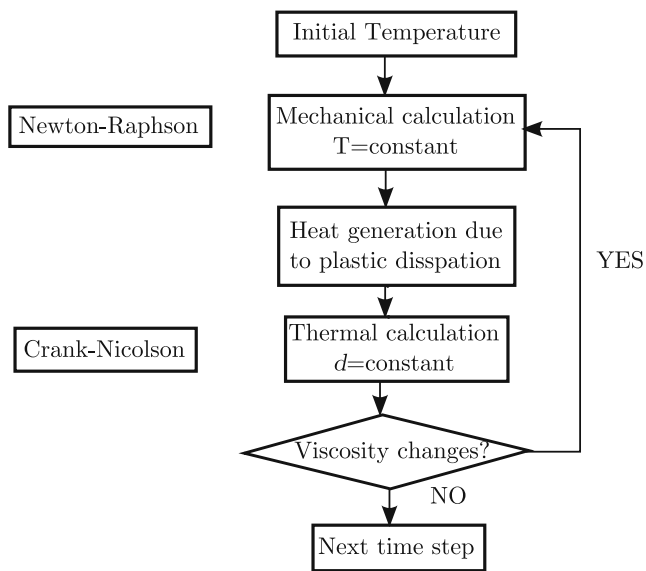 Initial Temperature
Newton-Raphson
Mechanical calculation
T=constant
Heat generation due
to plastic disspation
YES
Crank-Nicolson
Thermal calculation
d=constant
Viscosity changes?
NO
Next time step